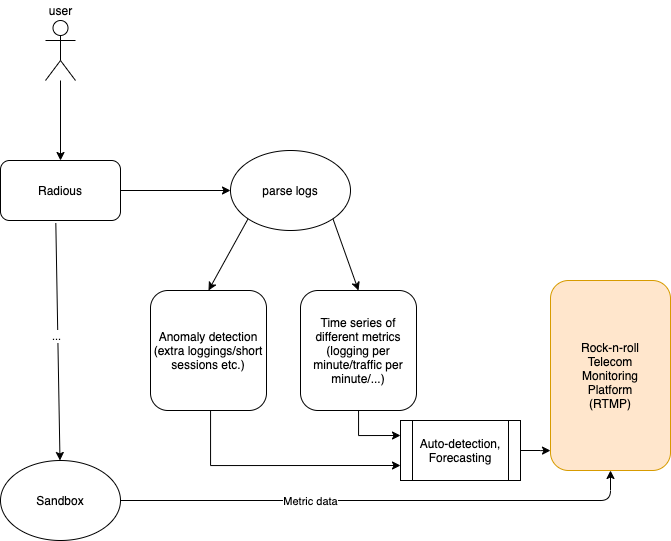 user
Radious
parse logs
Anomaly detection
(extra loggings/short
sessions etc.)
Time series of
different metrics
(logging per
minute/traffic per
minute/...)
Rock-n-roll
Telecom
Monitoring
Platform
(RTMP)
...
Auto-detection,
Forecasting
Sandbox
Metric data